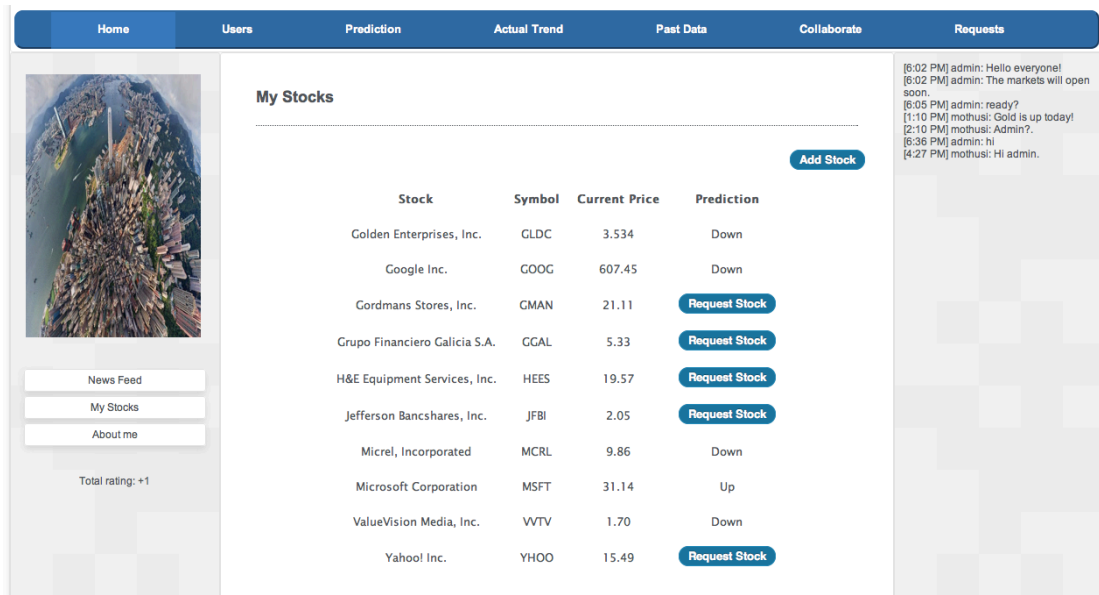 Home Users Prediction Actual Trend Past Data Collaborate Requests
My Stocks
Add Stock
Stock Symbol Current Price Prediction
Golden Enterprises, Inc. GLDC 3.534 Down
Google Inc. GOOG 607.45 Down
Gordmans Stores, Inc. GMAN 21.11 Request Stock
Grupo Financiero Galicia S.A. GGAL 5.33 Request Stock
H&E Equipment Services, Inc. HEES 19.57 Request Stock
Jefferson Bancshares, Inc. JFBI 2.05 Request Stock
Micrel, Incorporated MCRL 9.86 Down
Microsoft Corporation MSFT 31.14 Up
ValueVision Media, Inc. VVTV 1.70 Down
Yahoo! Inc. YHOO 15.49 Request Stock
News Feed
My Stocks
About me
Total rating: +1
[6:02 PM] admin: Hello everyone!
[6:02 PM] admin: The markets will open
soon.
[6:05 PM] admin: ready?
[1:10 PM] mothusi: Gold is up today!
[2:10 PM] mothusi: Admin?.
[6:36 PM] admin: hi
[4:27 PM] mothusi: Hi admin.